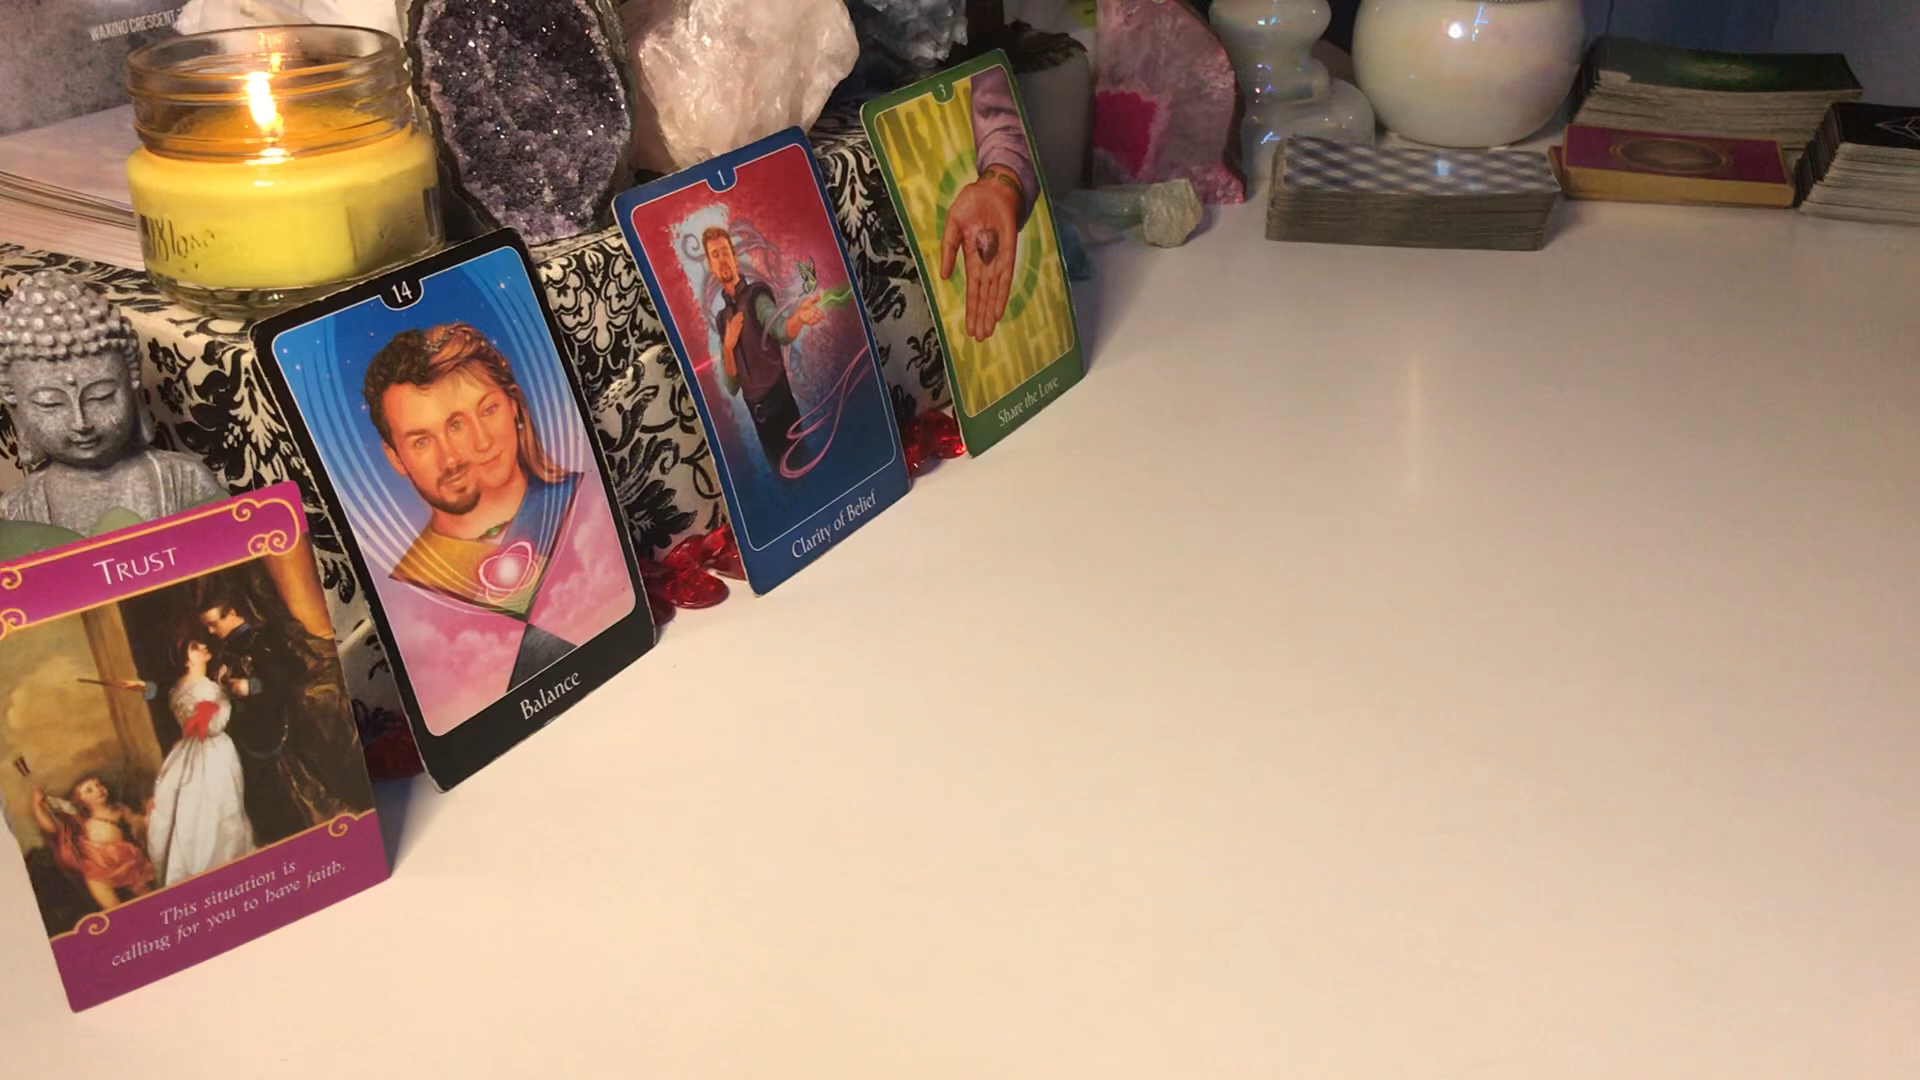 WAXING CRESCENT
TRUST
This situation is
calling for you to have faith.
14
Balance
1
Clarity of Belief
3
Share the Love